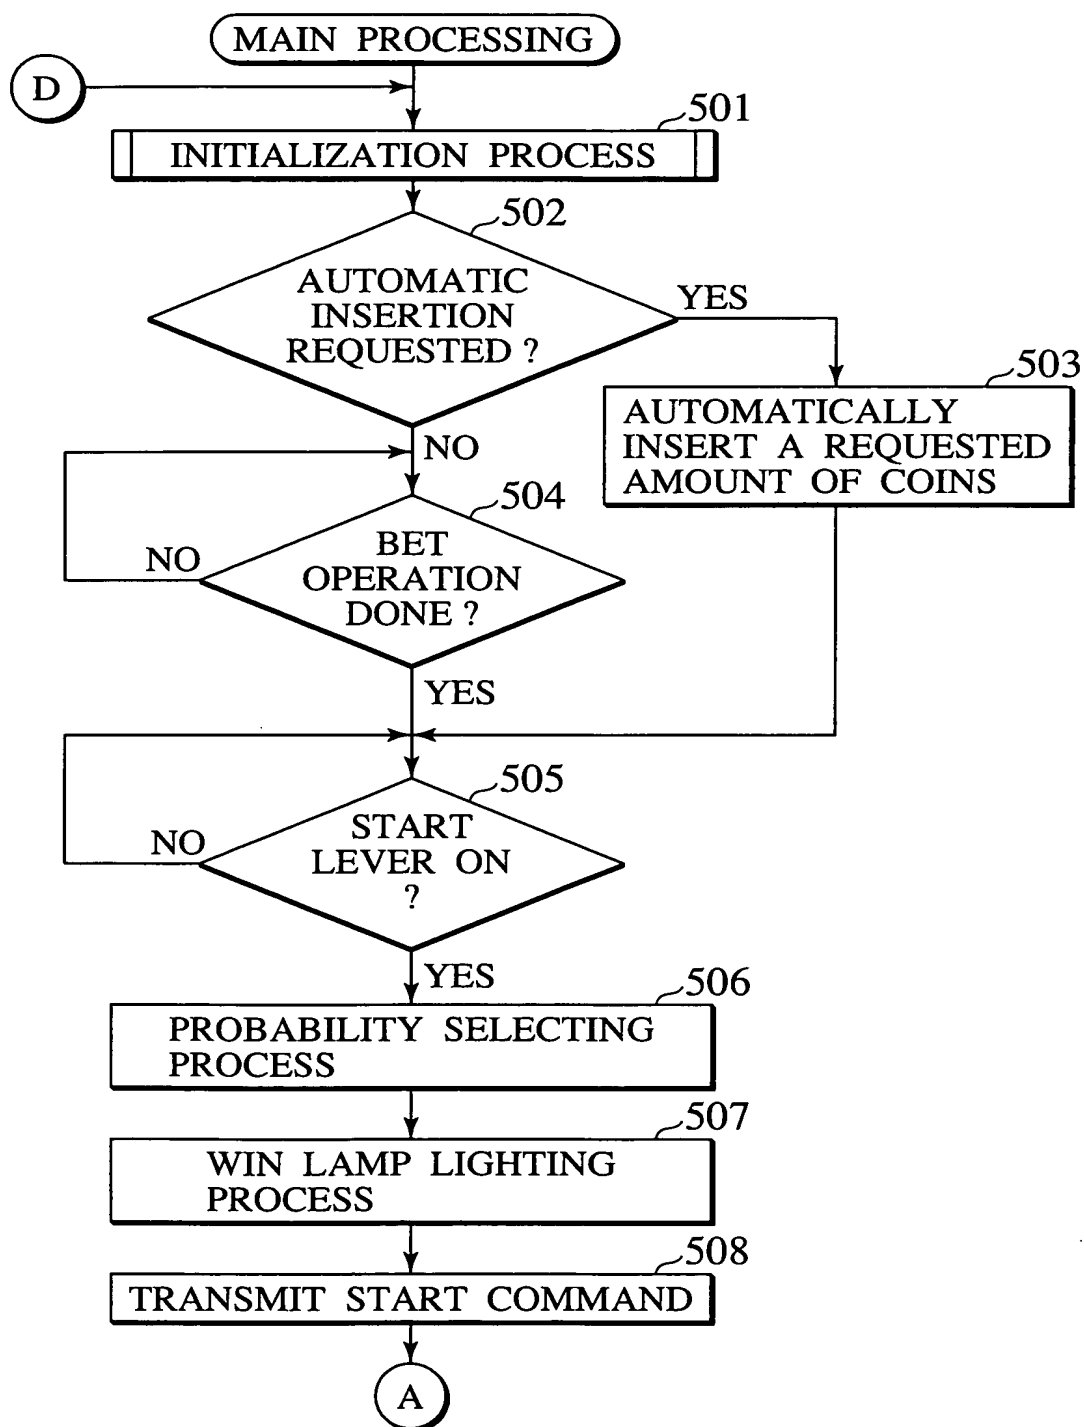 MAIN PROCESSING
D
501
INITIALIZATION PROCESS
502
AUTOMATIC
INSERTION
REQUESTED ?
YES
503
AUTOMATICALLY
INSERT A REQUESTED
AMOUNT OF COINS
NO
504
BET
OPERATION
DONE ?
NO
YES
505
START
LEVER ON
?
NO
YES
506
PROBABILITY SELECTING
PROCESS
507
WIN LAMP LIGHTING
PROCESS
508
TRANSMIT START COMMAND
A